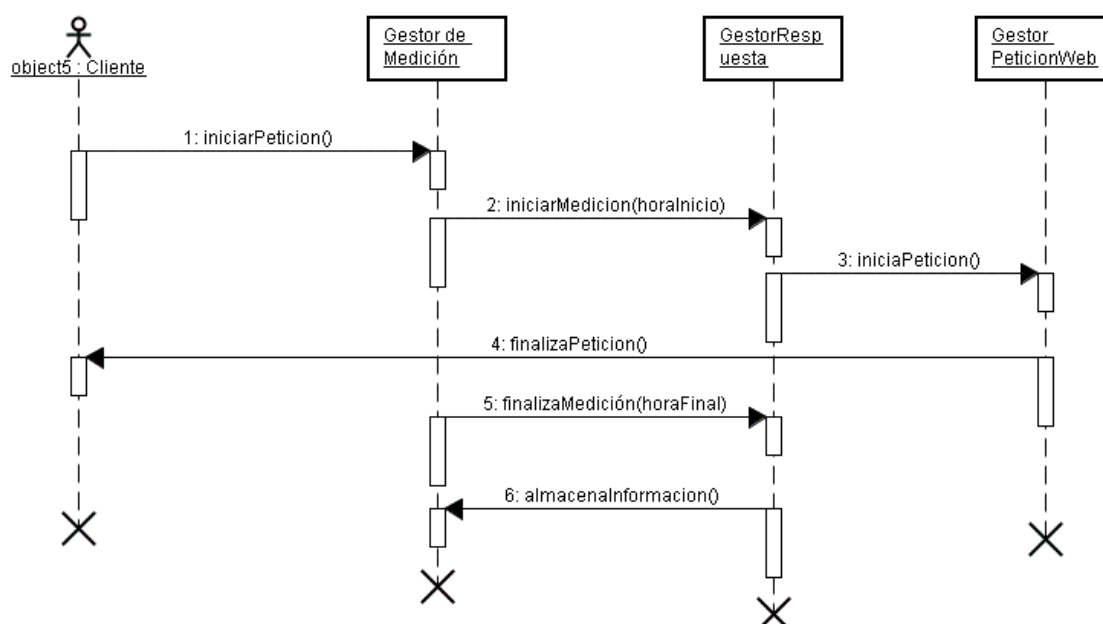 object5 : Cliente
Gestor de
Medición
GestorResp
uesta
Gestor
PeticionWeb
1: iniciarPeticion()
2: iniciarMedicion(horaInicio)
3: iniciaPeticion()
4: finalizaPeticion()
5: finalizaMedición(horaFinal)
6: almacenaInformacion()